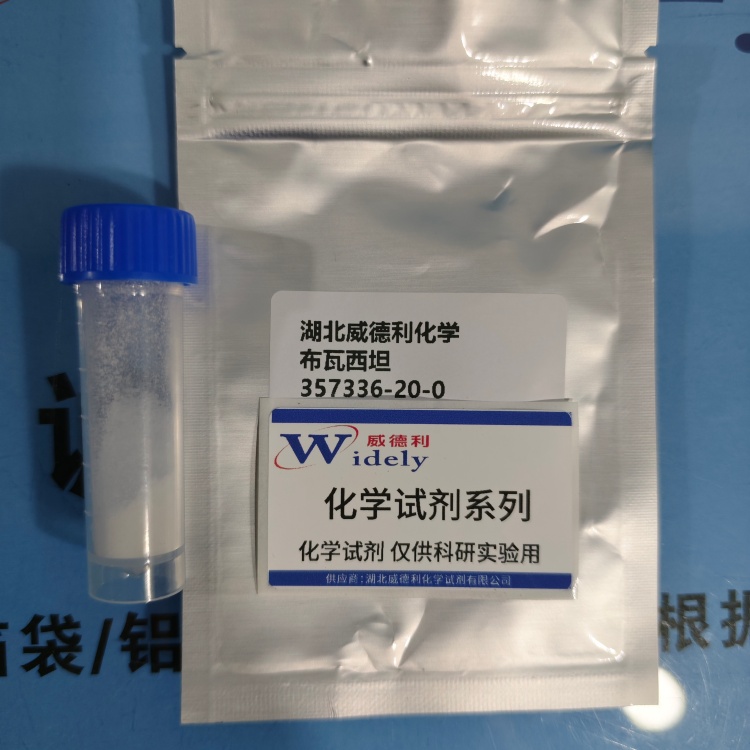 湖北威德利化学
布瓦西坦
357336-20-0
威德利
Widely
化学试剂系列
化学试剂 仅供科研实验用
供应商:湖北威德利化学试剂有限公司
袋/铝
根据